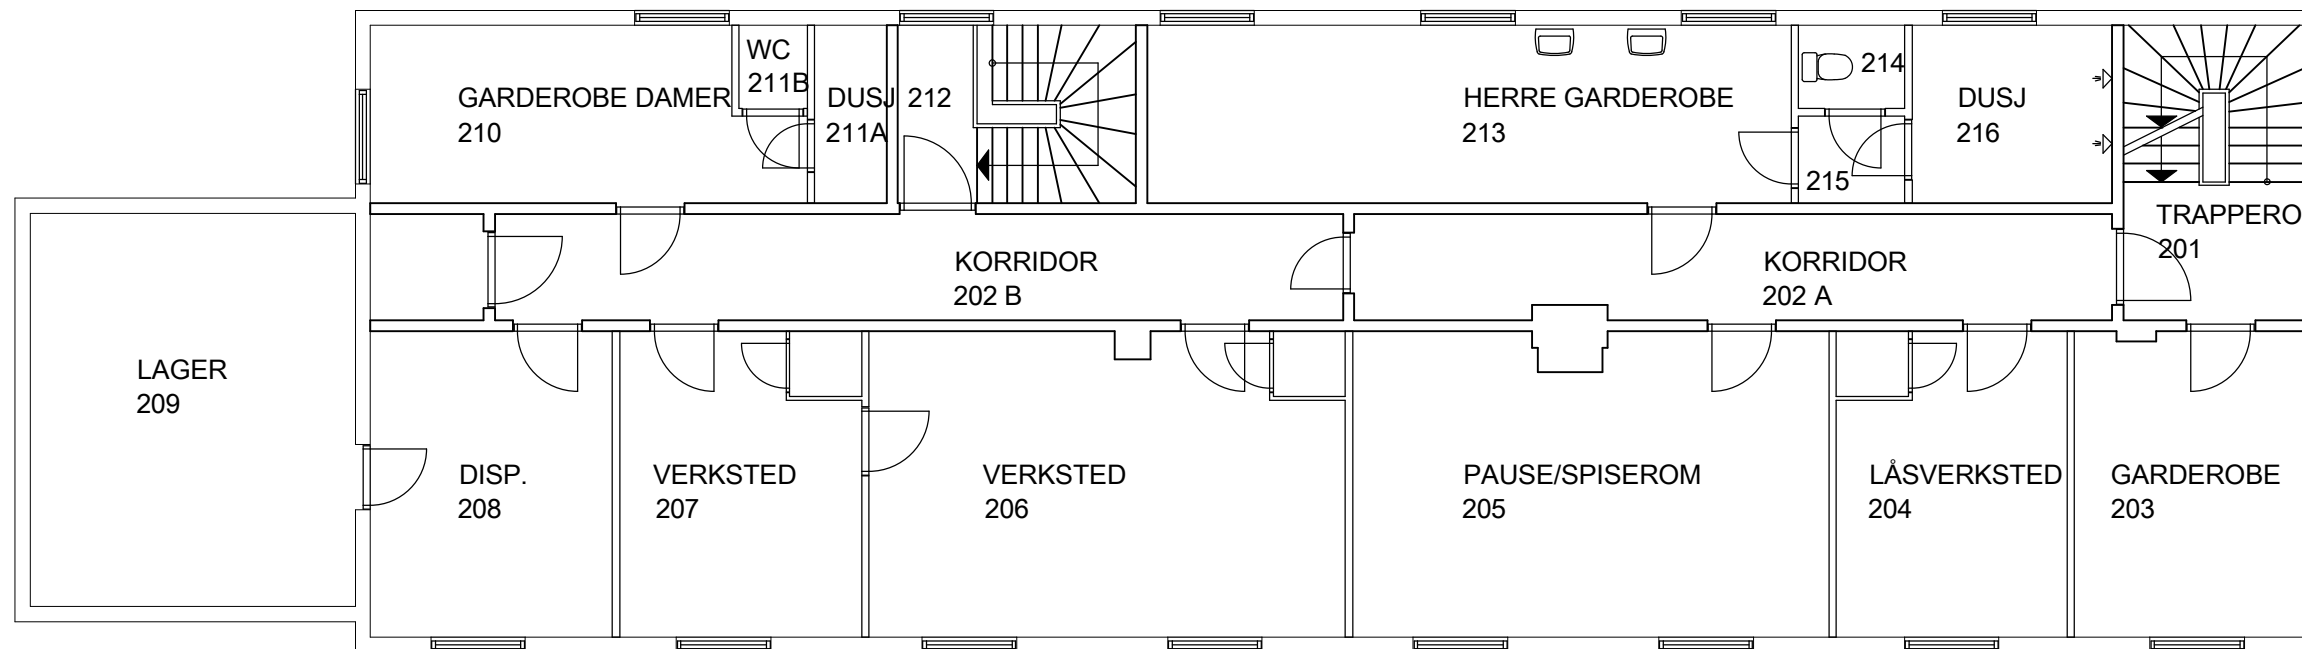 WC
211B
GARDEROBE DAMER
210
DUSJ
211A
212
HERRE GARDEROBE
213
214
215
DUSJ
216
TRAPPERO
201
KORRIDOR
202 B
KORRIDOR
202 A
LAGER
209
DISP.
208
VERKSTED
207
VERKSTED
206
PAUSE/SPISEROM
205
LÅSVERKSTED
204
GARDEROBE
203